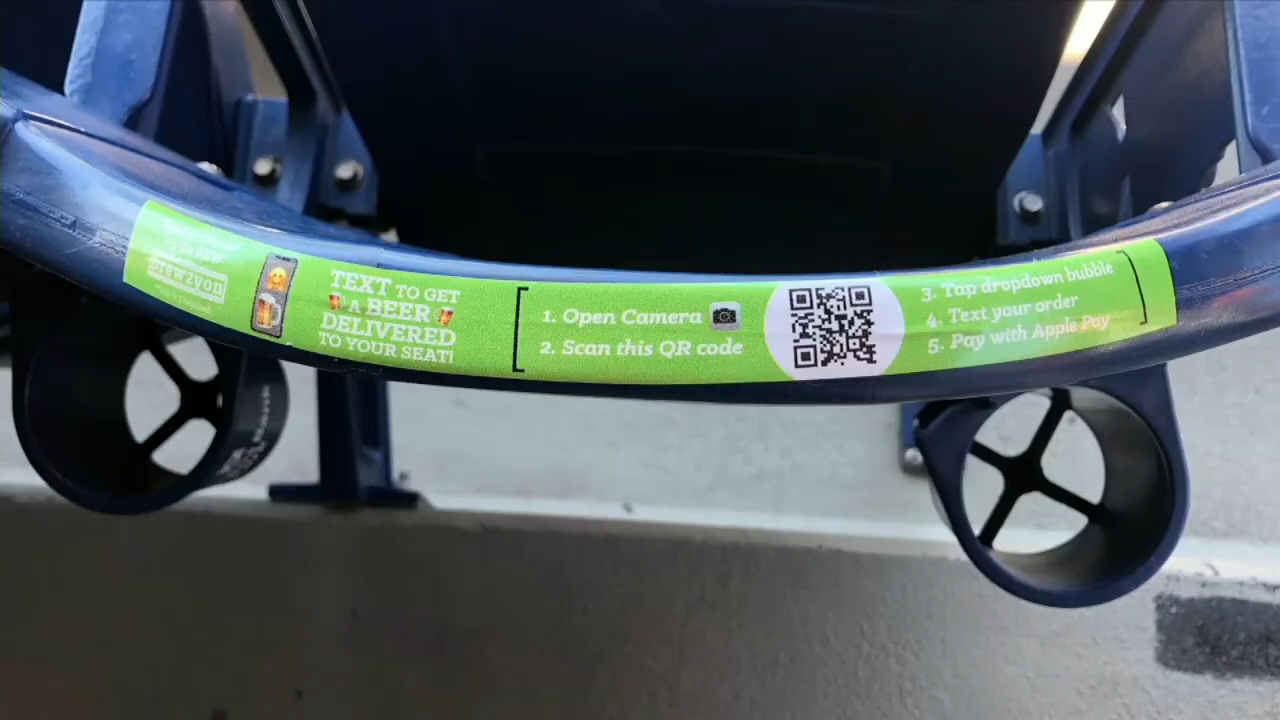 brew2you
TEXT TO GET
A BEER
DELIVERED
TO YOUR SEAT!
1. Open Camera
2. Scan this QR code
3. Tap dropdown bubble
4. Text your order
5. Pay with Apple Pay